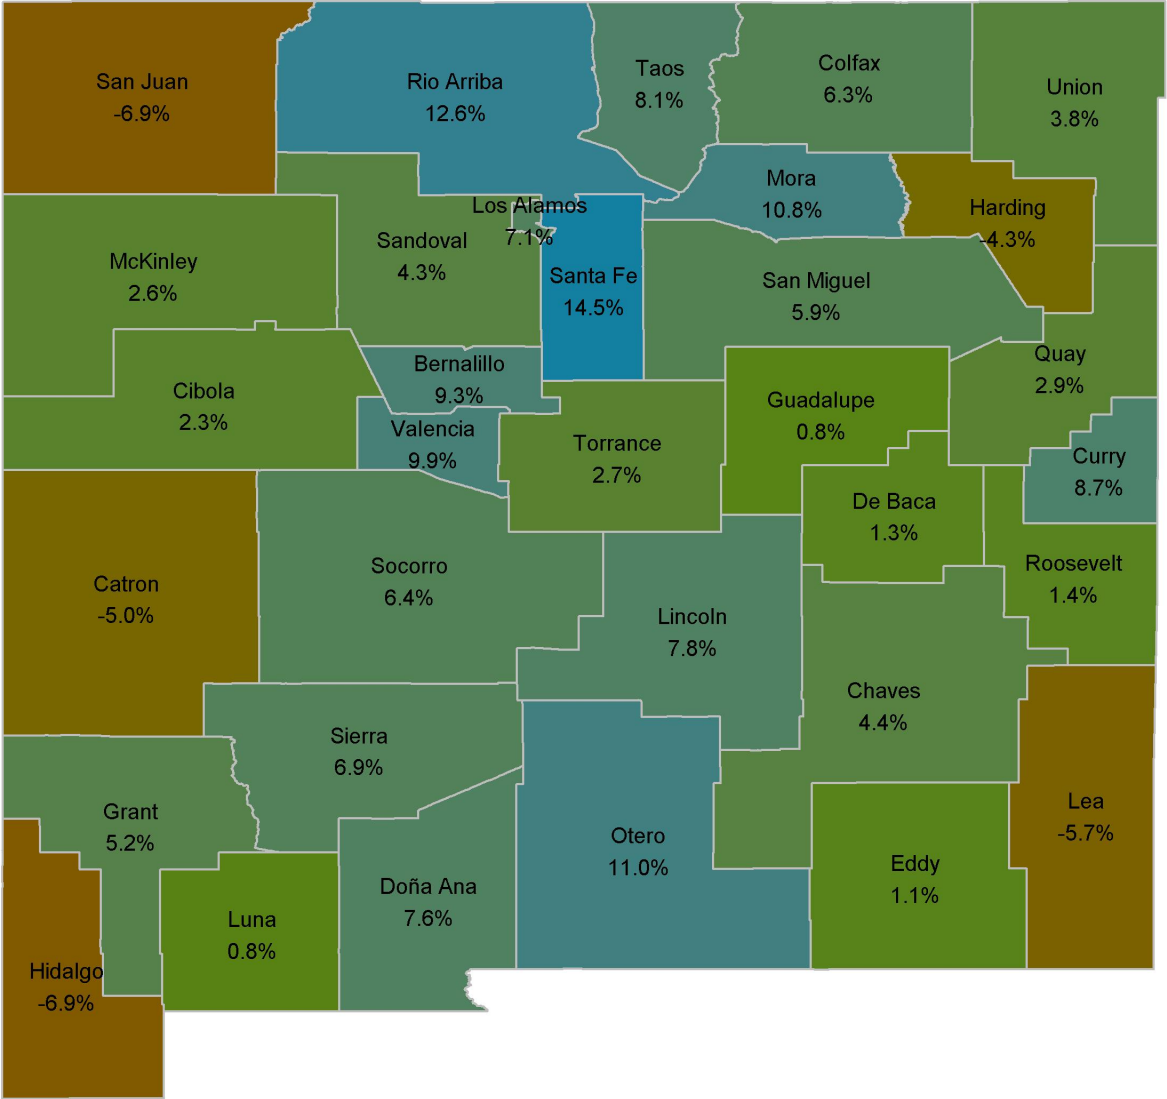 San Juan
-6.9%
Rio Arriba
12.6%
Taos
8.1%
Colfax
6.3%
Union
3.8%
Mora
10.8%
Harding
-4.3%
Los Alamos
7.1%
Sandoval
4.3%
McKinley
2.6%
Santa Fe
14.5%
San Miguel
5.9%
Quay
2.9%
Bernalillo
9.3%
Cibola
2.3%
Guadalupe
0.8%
Valencia
9.9%
Torrance
2.7%
Curry
8.7%
De Baca
1.3%
Roosevelt
1.4%
Catron
-5.0%
Socorro
6.4%
Lincoln
7.8%
Chaves
4.4%
Sierra
6.9%
Grant
5.2%
Lea
-5.7%
Otero
11.0%
Eddy
1.1%
Doña Ana
7.6%
Luna
0.8%
Hidalgo
-6.9%